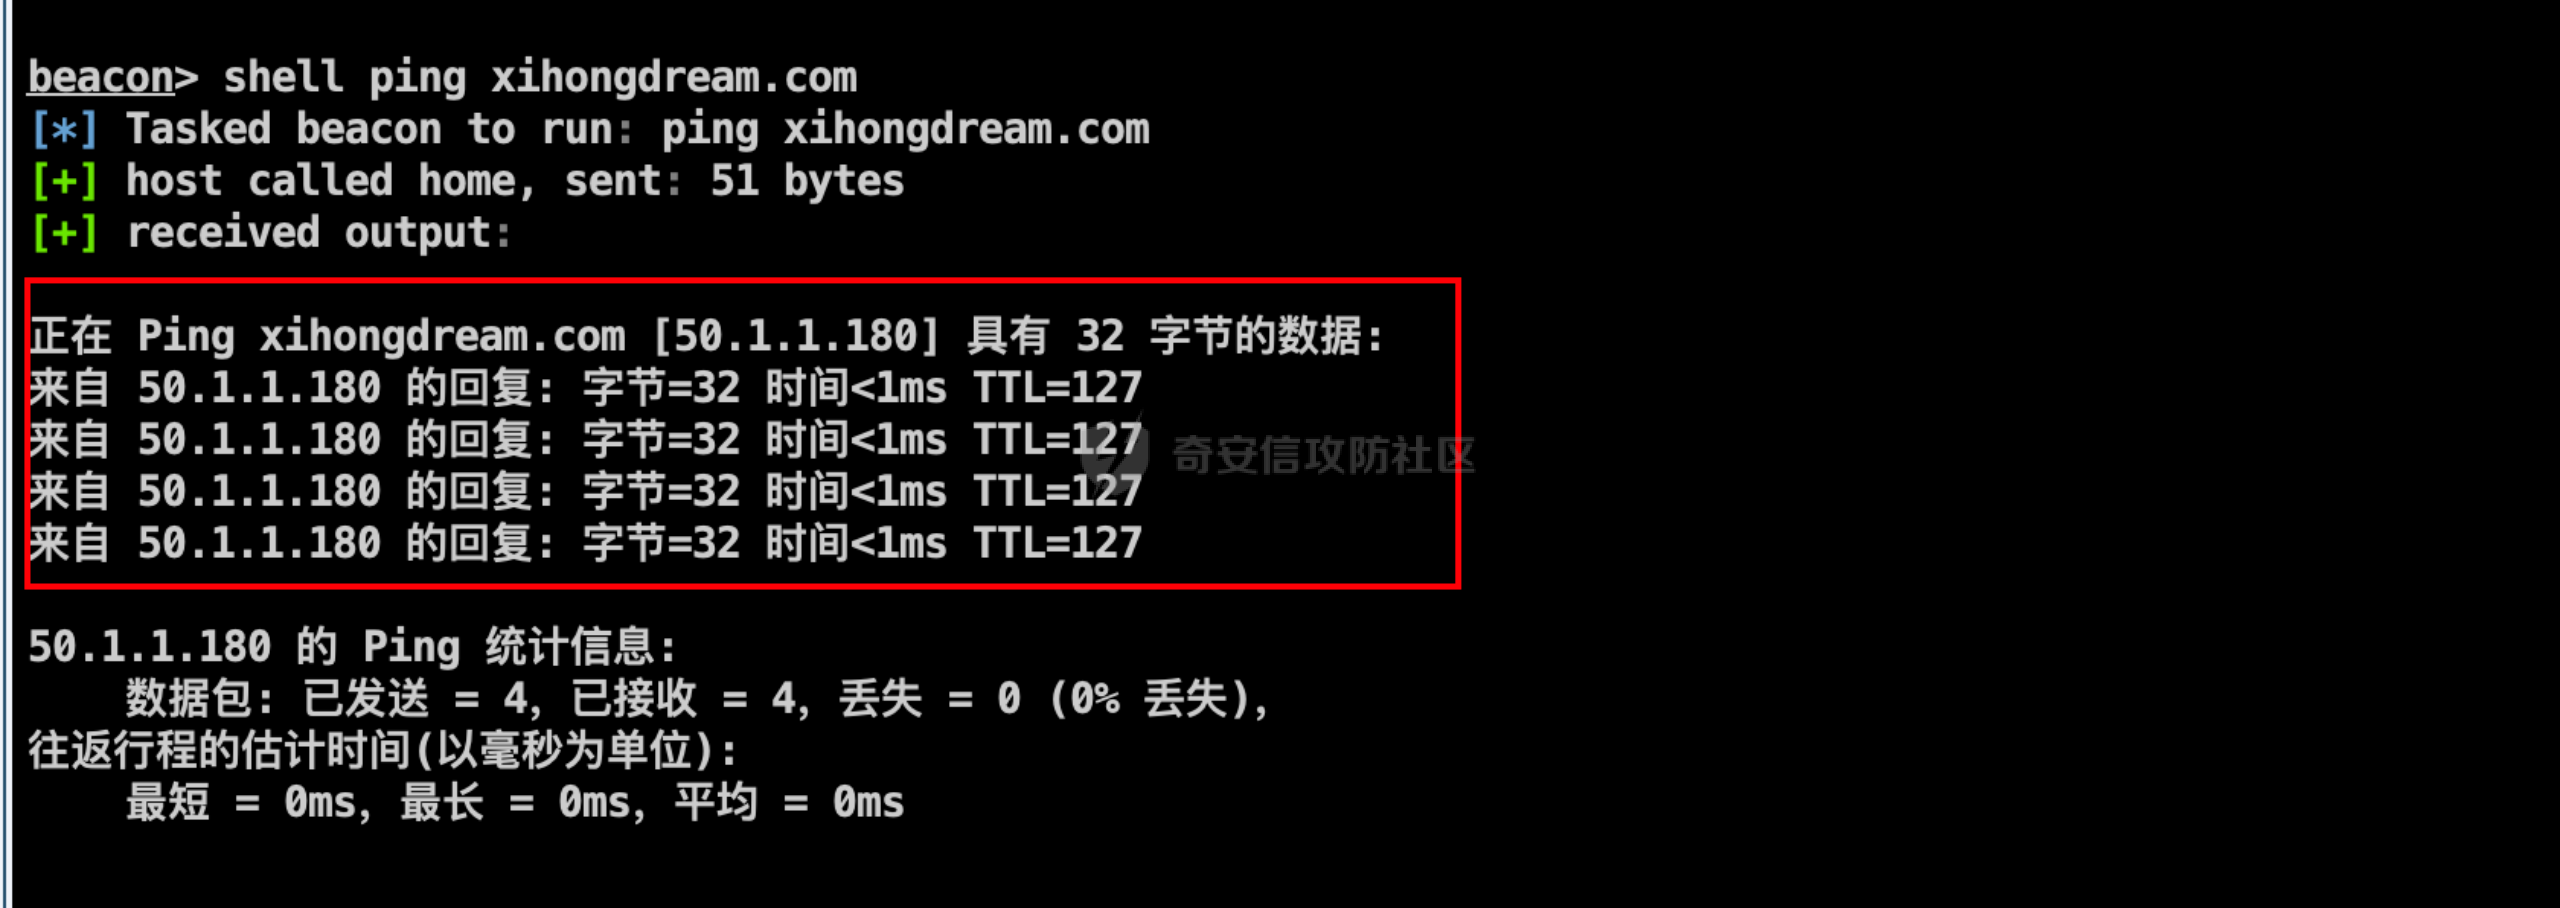 beacon> shell ping xihongdream.com
[*] Tasked beacon to run: ping xihongdream.com
[+] host called home, sent: 51 bytes
[+] received output:
正在 Ping xihongdream.com [50.1.1.180] 具有 32 字节的数据:
来自 50.1.1.180 的回复: 字节=32 时间<1ms TTL=127
来自 50.1.1.180 的回复: 字节=32 时间<1ms TTL=127
奇安信攻防社区
来自 50.1.1.180 的回复: 字节=32 时间<1ms TTL=127
来自 50.1.1.180 的回复: 字节=32 时间<1ms TTL=127
50.1.1.180 的 Ping 统计信息:
数据包: 已发送 = 4, 已接收 = 4, 丢失 = 0 (0% 丢失),
往返行程的估计时间(以毫秒为单位):
最短 = 0ms, 最长 = 0ms, 平均 = 0ms